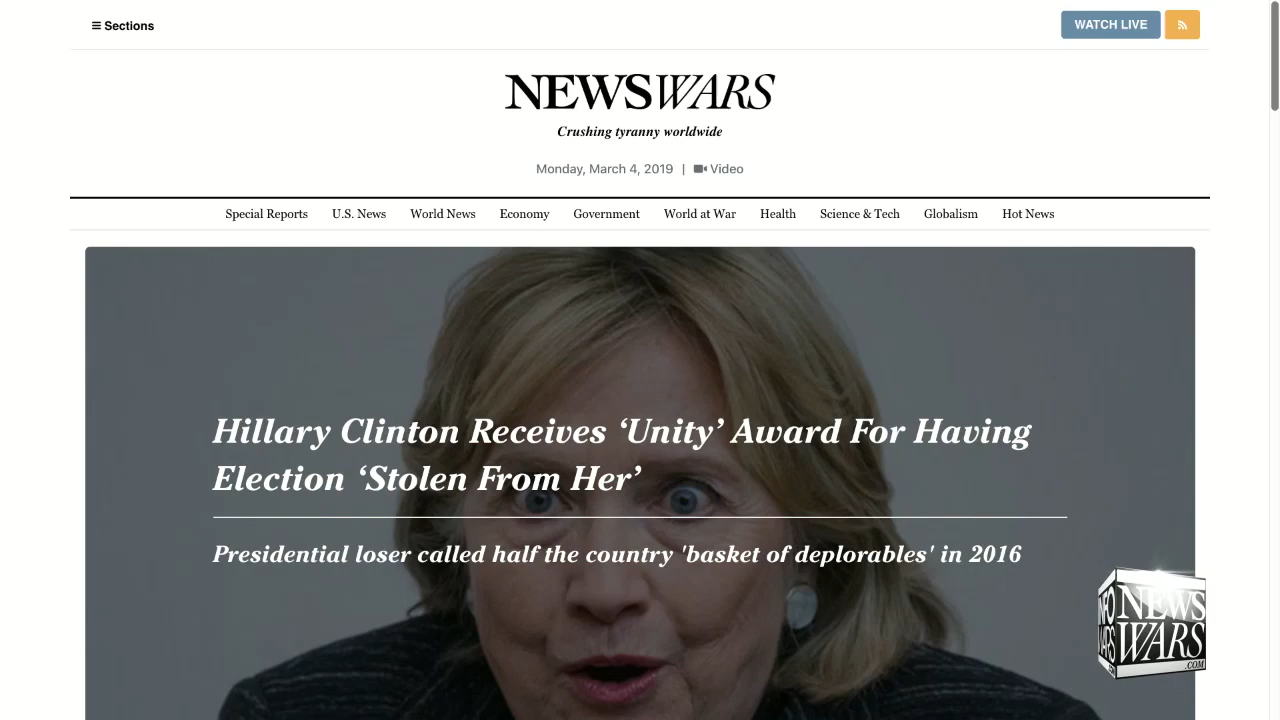 Sections
WATCH LIVE
NEWSWARS
Crushing tyranny worldwide
Monday, March 4, 2019 | Video
Special Reports U.S. News World News Economy Government World at War Health Science & Tech Globalism Hot News
Hillary Clinton Receives ‘Unity’ Award For Having
Election ‘Stolen From Her’
Presidential loser called half the country 'basket of deplorables' in 2016
INFO
WARS
NEWS
WARS
.COM